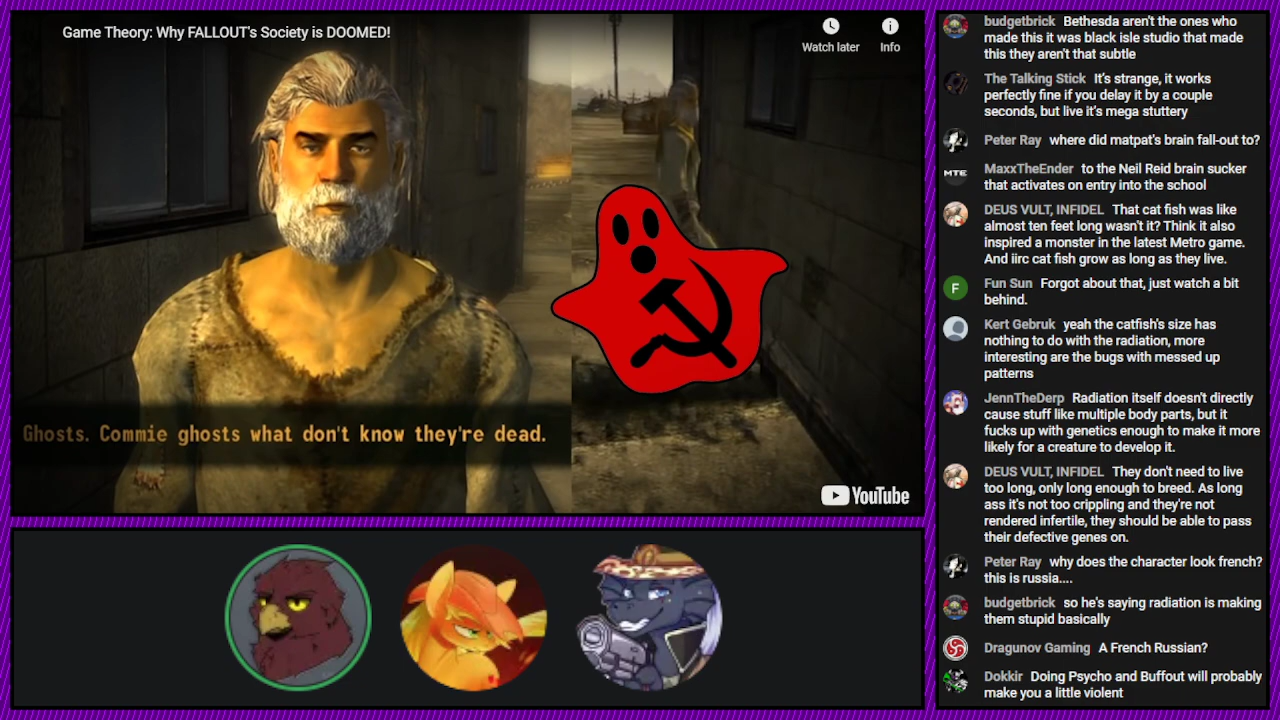 Game Theory: Why FALLOUT's Society is DOOMED!
Watch later
Info
Ghosts. Commie ghosts what don't know they're dead.
YouTube
budgetbrick Bethesda aren't the ones who
made this it was black isle studio that made
this they aren't that subtle
The Talking Stick It's strange, it works
perfectly fine if you delay it by a couple
seconds, but live it's mega stuttery
Peter Ray where did matpat's brain fall-out to?
MTE
MaxxTheEnder to the Neil Reid brain sucker
that activates on entry into the school
DEUS VULT, INFIDEL That cat fish was like
almost ten feet long wasn't it? Think it also
inspired a monster in the latest Metro game.
And iirc cat fish grow as long as they live.
F
Fun Sun Forgot about that, just watch a bit
behind.
Kert Gebruk yeah the catfish's size has
nothing to do with the radiation, more
interesting are the bugs with messed up
patterns
JennTheDerp Radiation itself doesn't directly
cause stuff like multiple body parts, but it
fucks up with genetics enough to make it more
likely for a creature to develop it.
DEUS VULT, INFIDEL They don't need to live
too long, only long enough to breed. As long
ass it's not too crippling and they're not
rendered infertile, they should be able to pass
their defective genes on.
Peter Ray why does the character look french?
this is russia....
budgetbrick so he's saying radiation is making
them stupid basically
Dragunov Gaming A French Russian?
Dokkir Doing Psycho and Buffout will probably
make you a little violent